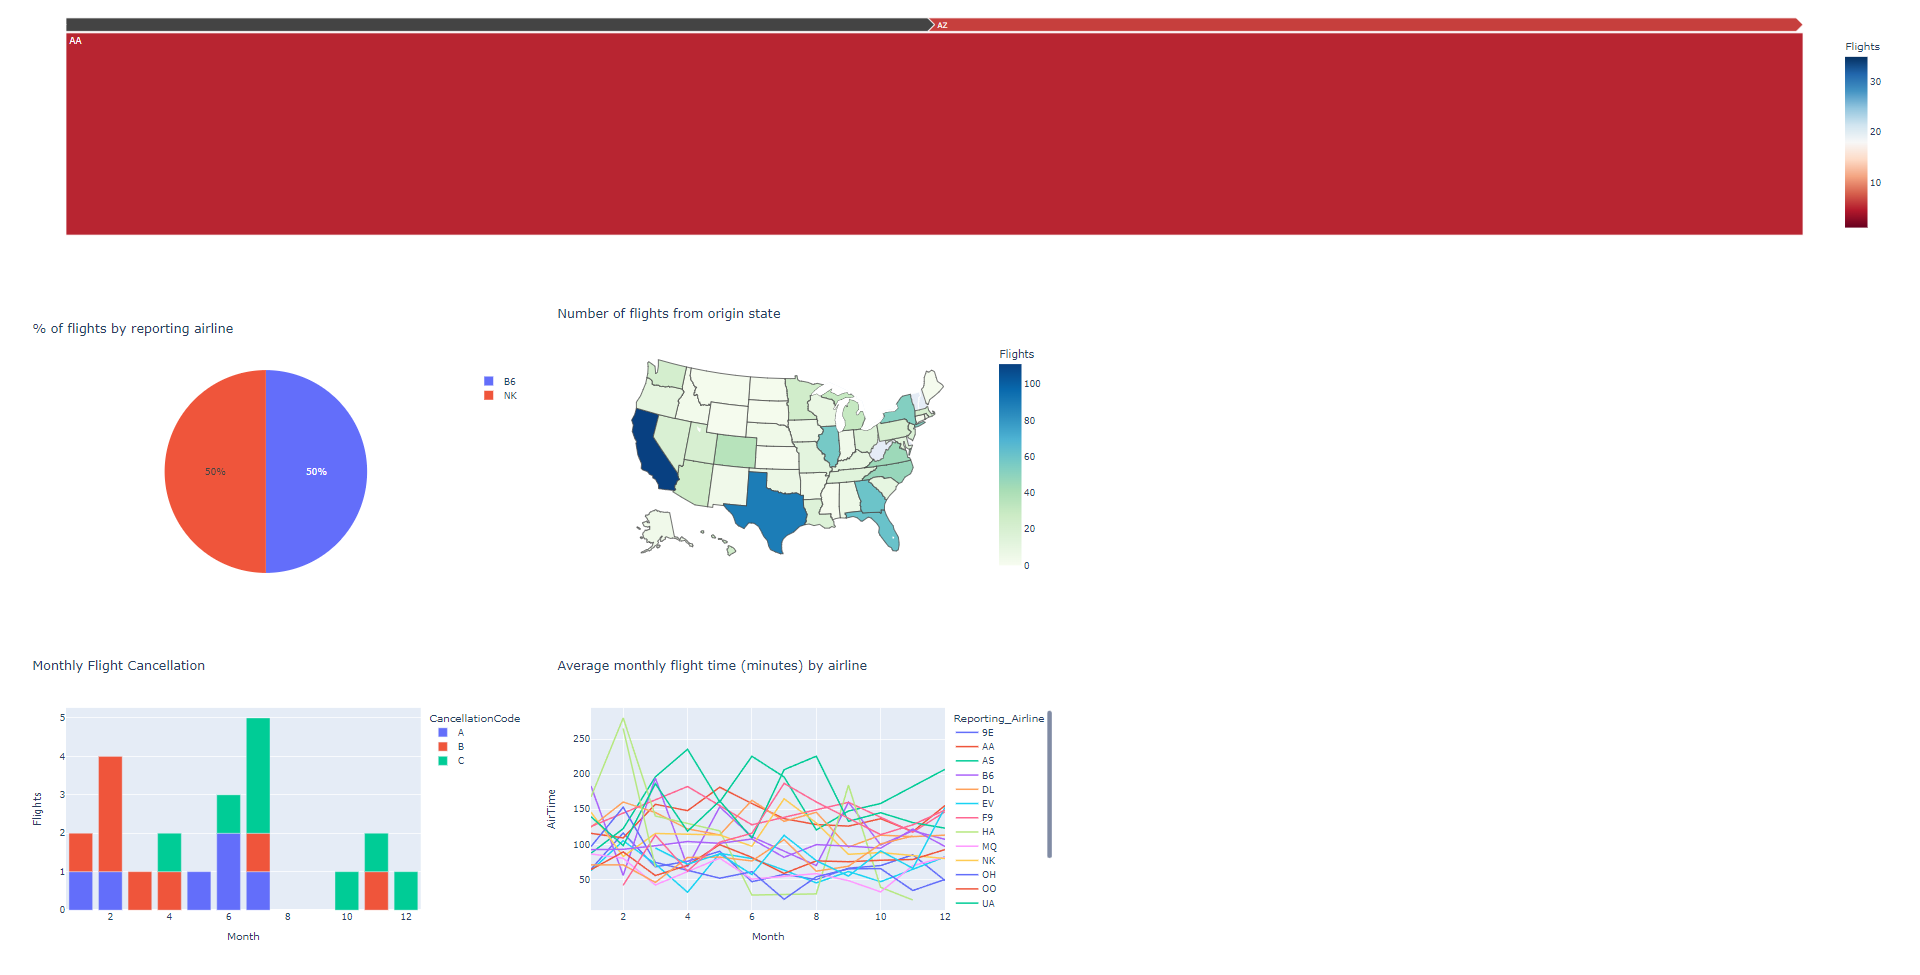 AZ
AA
Flights
30
20
10
% of flights by reporting airline
B6
NK
50%
50%
Number of flights from origin state
Flights
100
80
60
40
20
0
Monthly Flight Cancellation
Flights
5
4
3
2
1
0
2
4
6
8
10
12
Month
CancellationCode
A
B
C
Average monthly flight time (minutes) by airline
AirTime
250
200
150
100
50
2
4
6
8
10
12
Month
Reporting_Airline
9E
AA
AS
B6
DL
EV
F9
HA
MQ
NK
OH
OO
UA